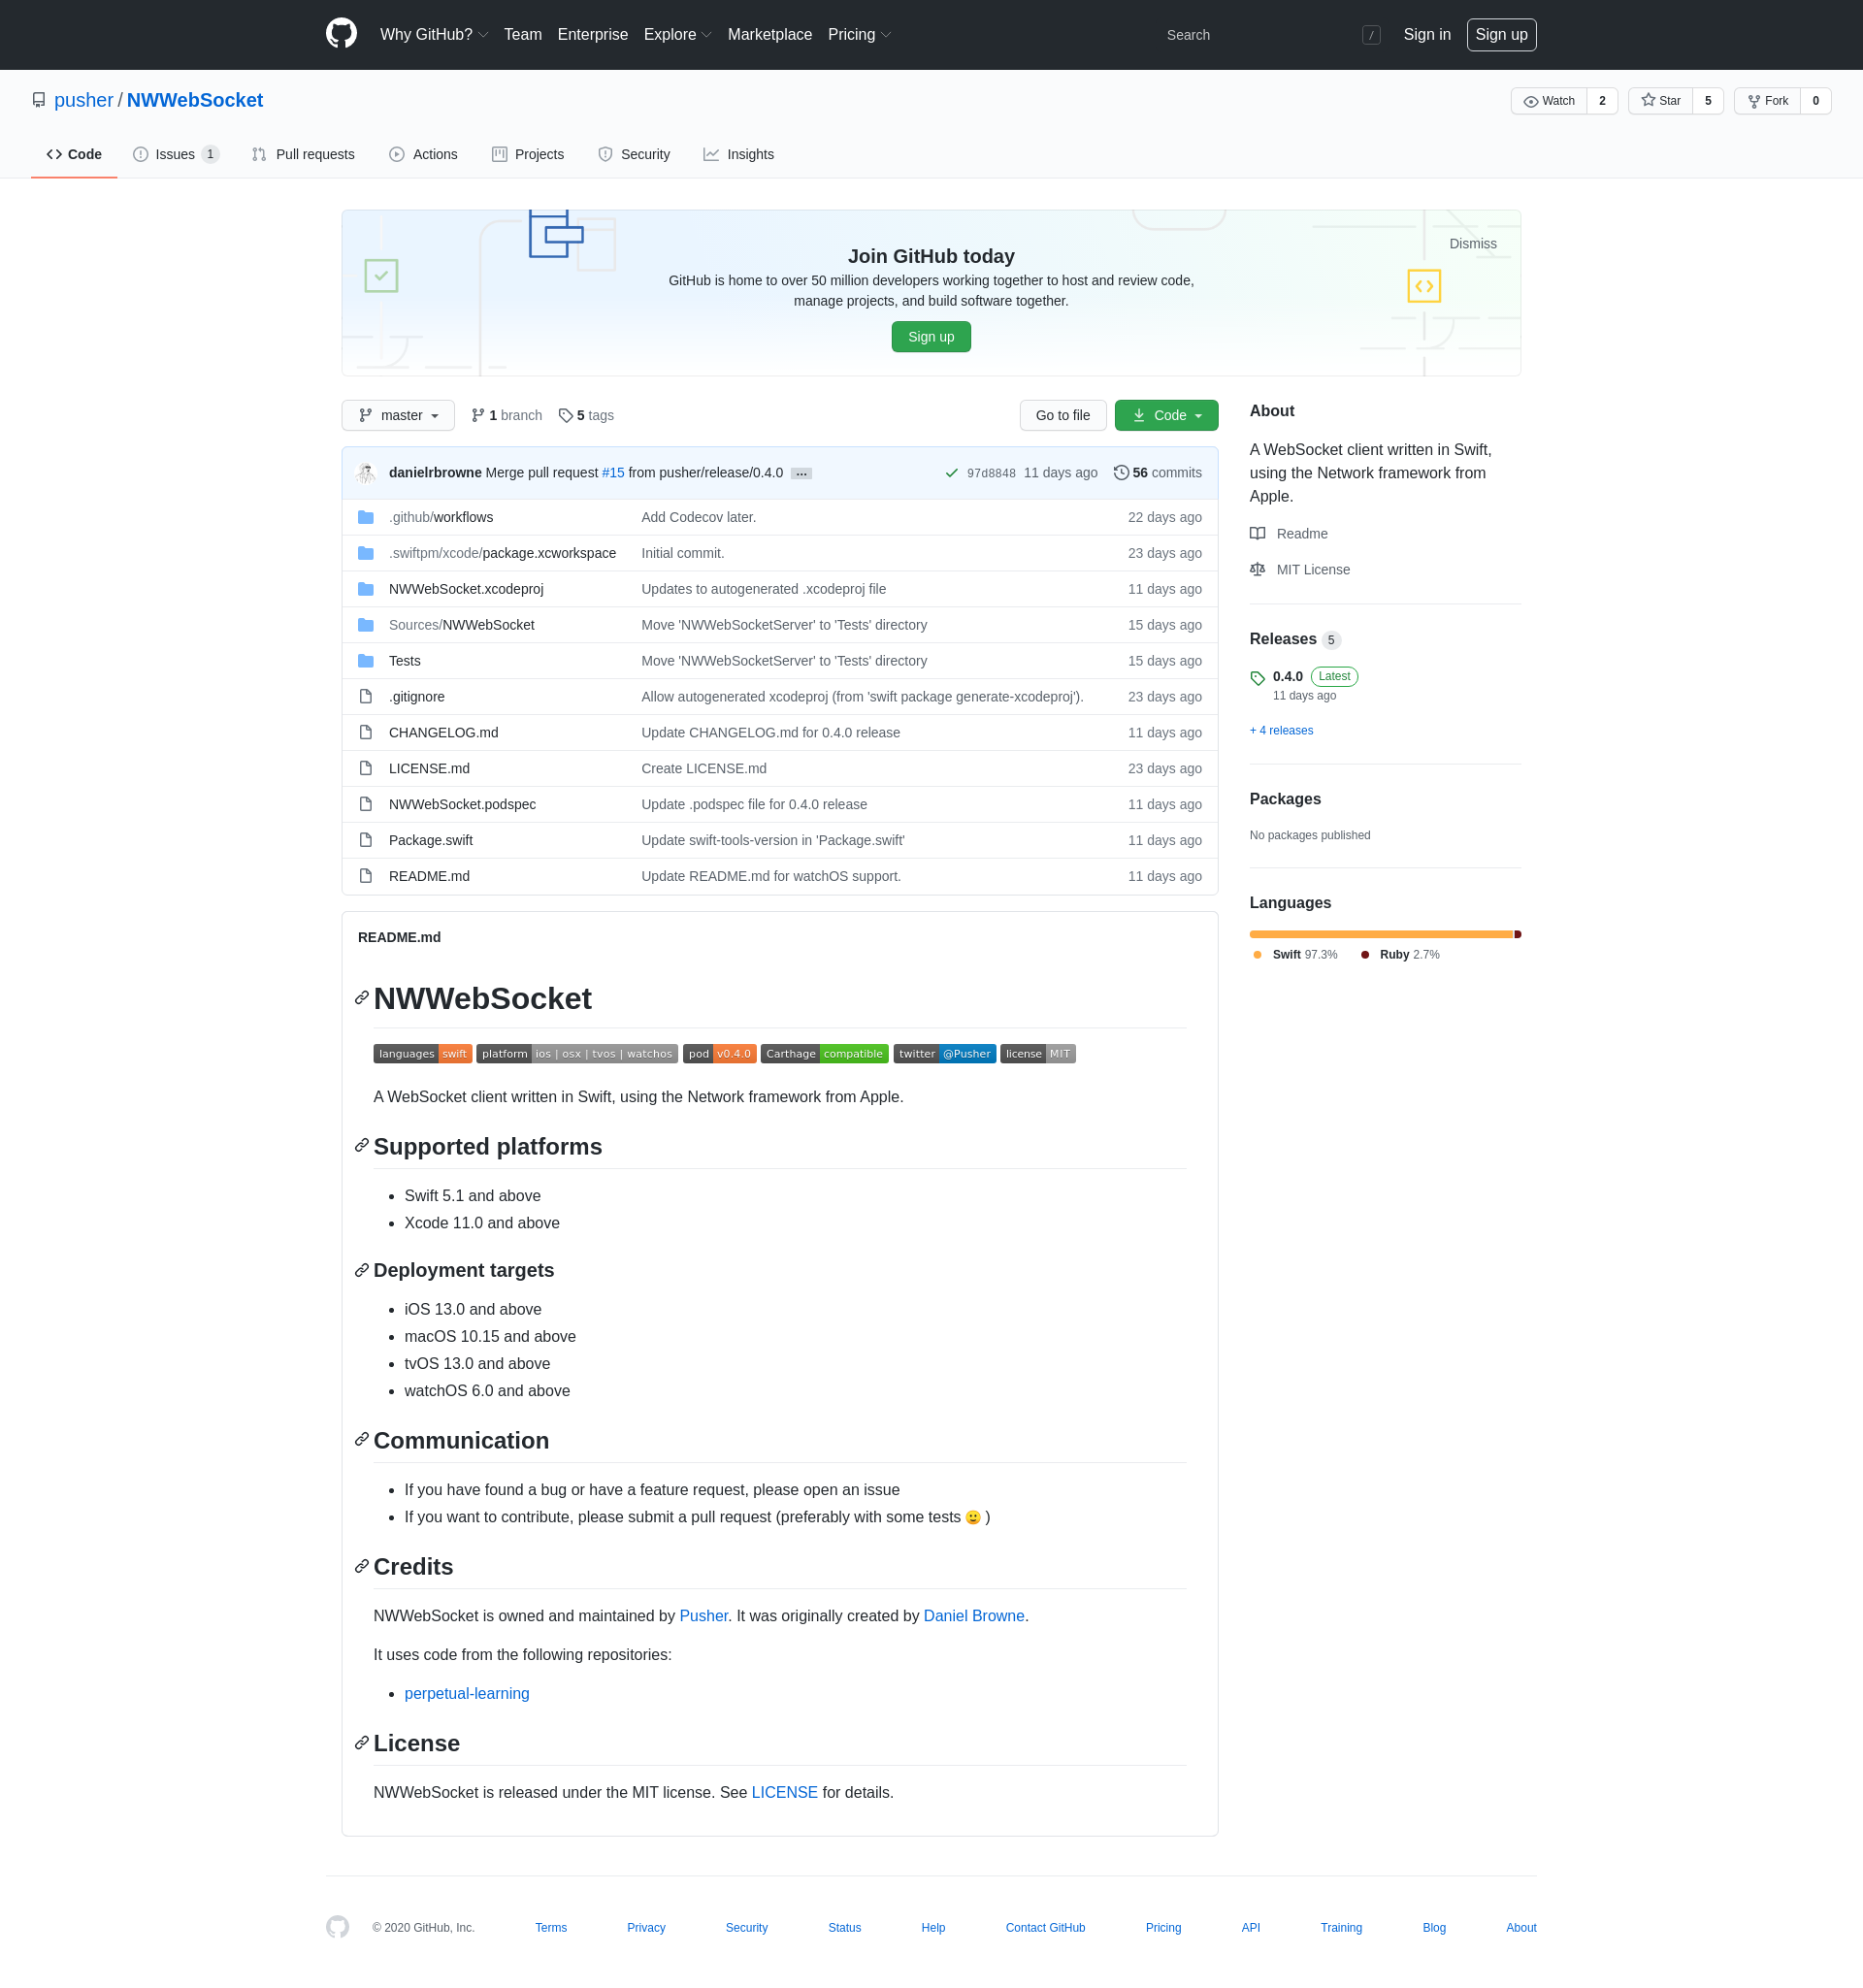 Why GitHub? Team Enterprise Explore Marketplace Pricing Search / Sign in Sign up
pusher / NWWebSocket Watch 2 Star 5 Fork 0
Code Issues 1 Pull requests Actions Projects Security Insights
Join GitHub today
Dismiss
GitHub is home to over 50 million developers working together to host and review code,
manage projects, and build software together.
Sign up
master 1 branch 5 tags Go to file Code
danielrbrowne Merge pull request #15 from pusher/release/0.4.0 … 97d8848 11 days ago 56 commits
.github/workflows Add Codecov later. 22 days ago
.swiftpm/xcode/package.xcworkspace Initial commit. 23 days ago
NWWebSocket.xcodeproj Updates to autogenerated .xcodeproj file 11 days ago
Sources/NWWebSocket Move 'NWWebSocketServer' to 'Tests' directory 15 days ago
Tests Move 'NWWebSocketServer' to 'Tests' directory 15 days ago
.gitignore Allow autogenerated xcodeproj (from 'swift package generate-xcodeproj'). 23 days ago
CHANGELOG.md Update CHANGELOG.md for 0.4.0 release 11 days ago
LICENSE.md Create LICENSE.md 23 days ago
NWWebSocket.podspec Update .podspec file for 0.4.0 release 11 days ago
Package.swift Update swift-tools-version in 'Package.swift' 11 days ago
README.md Update README.md for watchOS support. 11 days ago
README.md
NWWebSocket
languages swift platform ios | osx | tvos | watchos pod v0.4.0 Carthage compatible twitter @Pusher license MIT
A WebSocket client written in Swift, using the Network framework from Apple.
Supported platforms
• Swift 5.1 and above
• Xcode 11.0 and above
Deployment targets
• iOS 13.0 and above
• macOS 10.15 and above
• tvOS 13.0 and above
• watchOS 6.0 and above
Communication
• If you have found a bug or have a feature request, please open an issue
• If you want to contribute, please submit a pull request (preferably with some tests 🙂 )
Credits
NWWebSocket is owned and maintained by Pusher. It was originally created by Daniel Browne.
It uses code from the following repositories:
• perpetual-learning
License
NWWebSocket is released under the MIT license. See LICENSE for details.
About
A WebSocket client written in Swift,
using the Network framework from
Apple.
Readme
MIT License
Releases 5
0.4.0 Latest
11 days ago
+ 4 releases
Packages
No packages published
Languages
Swift 97.3% Ruby 2.7%
© 2020 GitHub, Inc. Terms Privacy Security Status Help Contact GitHub Pricing API Training Blog About